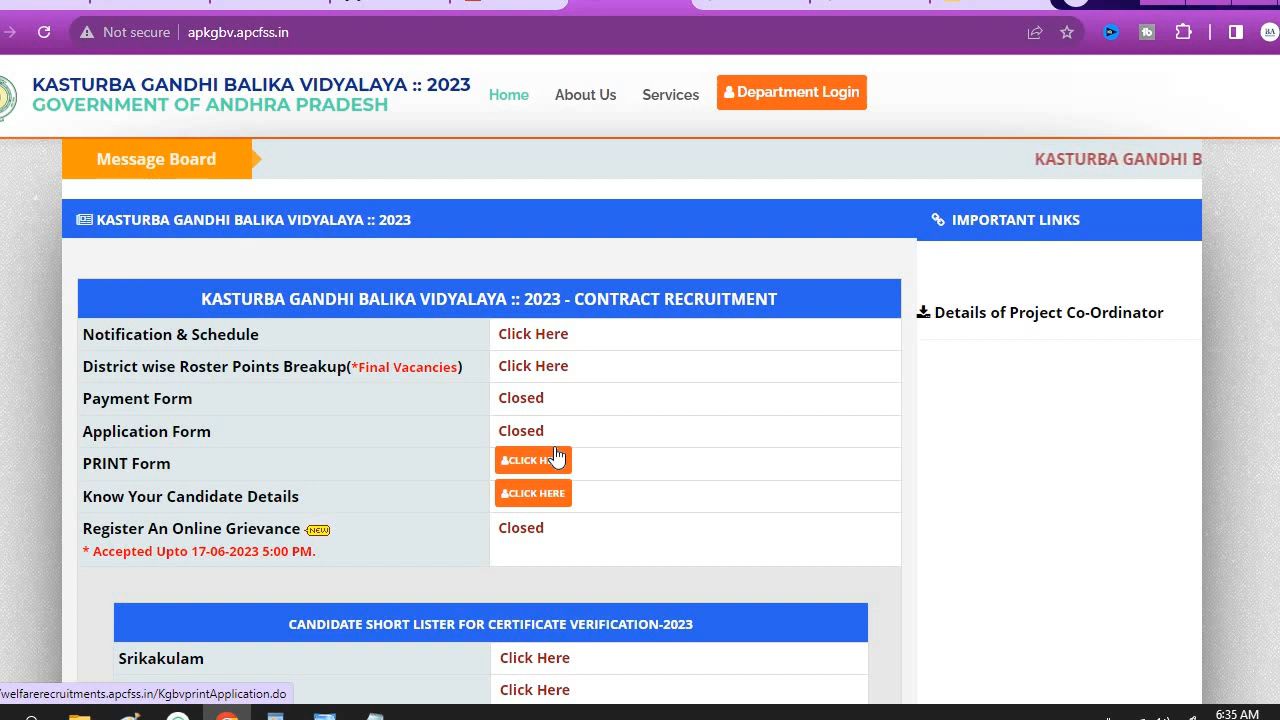 Not secure apkgbv.apcfss.in
KASTURBA GANDHI BALIKA VIDYALAYA :: 2023
GOVERNMENT OF ANDHRA PRADESH
Home About Us Services Department Login
Message Board KASTURBA GANDHI B
KASTURBA GANDHI BALIKA VIDYALAYA :: 2023
IMPORTANT LINKS
Details of Project Co-Ordinator
KASTURBA GANDHI BALIKA VIDYALAYA :: 2023 - CONTRACT RECRUITMENT
Notification & Schedule Click Here
District wise Roster Points Breakup(*Final Vacancies) Click Here
Payment Form Closed
Application Form Closed
PRINT Form CLICK
Know Your Candidate Details CLICK HERE
Register An Online Grievance NEW Closed
* Accepted Upto 17-06-2023 5:00 PM.
CANDIDATE SHORT LISTER FOR CERTIFICATE VERIFICATION-2023
Srikakulam Click Here
Click Here
/welfarerecruitments.apcfss.in/KgbvprintApplication.do
6:35 AM